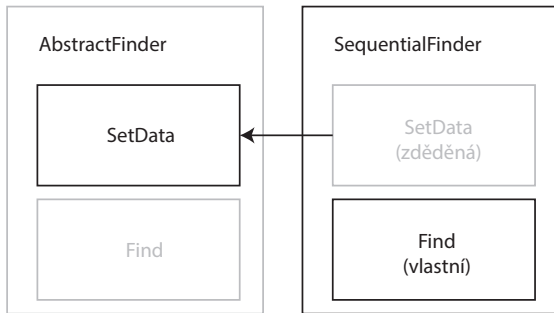 AbstractFinder
SetData
Find
SequentialFinder
SetData
(zděděná)
Find
(vlastní)